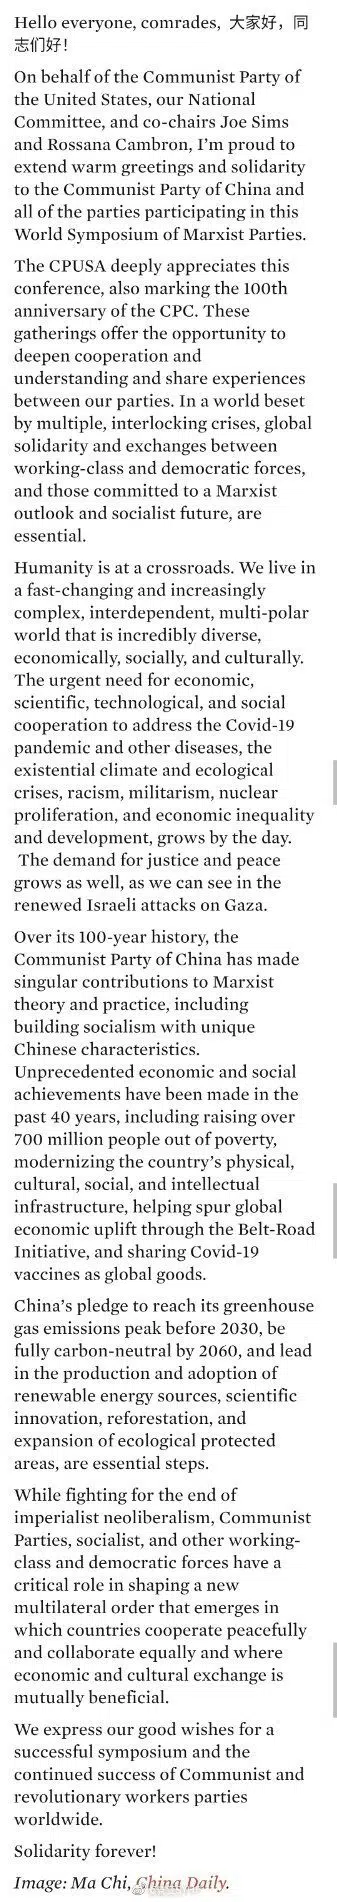 Hello everyone, comrades, 大家好，同
志们好！
On behalf of the Communist Party of
the United States, our National
Committee, and co-chairs Joe Sims
and Rossana Cambron, I'm proud to
extend warm greetings and solidarity
to the Communist Party of China and
all of the parties participating in this
World Symposium of Marxist Parties.
The CPUSA deeply appreciates this
conference, also marking the 100th
anniversary of the CPC. These
gatherings offer the opportunity to
deepen cooperation and
understanding and share experiences
between our parties. In a world beset
by multiple, interlocking crises, global
solidarity and exchanges between
working-class and democratic forces,
and those committed to a Marxist
outlook and socialist future, are
essential.
Humanity is at a crossroads. We live in
a fast-changing and increasingly
complex, interdependent, multi-polar
world that is incredibly diverse,
economically, socially, and culturally.
The urgent need for economic,
scientific, technological, and social
cooperation to address the Covid-19
pandemic and other diseases, the
existential climate and ecological
crises, racism, militarism, nuclear
proliferation, and economic inequality
and development, grows by the day.
The demand for justice and peace
grows as well, as we can see in the
renewed Israeli attacks on Gaza.
Over its 100-year history, the
Communist Party of China has made
singular contributions to Marxist
theory and practice, including
building socialism with unique
Chinese characteristics.
Unprecedented economic and social
achievements have been made in the
past 40 years, including raising over
700 million people out of poverty,
modernizing the country's physical,
cultural, social, and intellectual
infrastructure, helping spur global
economic uplift through the Belt-Road
Initiative, and sharing Covid-19
vaccines as global goods.
China's pledge to reach its greenhouse
gas emissions peak before 2030, be
fully carbon-neutral by 2060, and lead
in the production and adoption of
renewable energy sources, scientific
innovation, reforestation, and
expansion of ecological protected
areas, are essential steps.
While fighting for the end of
imperialist neoliberalism, Communist
Parties, socialist, and other working-
class and democratic forces have a
critical role in shaping a new
multilateral order that emerges in
which countries cooperate peacefully
and collaborate equally and where
economic and cultural exchange is
mutually beneficial.
We express our good wishes for a
successful symposium and the
continued success of Communist and
revolutionary workers parties
worldwide.
Solidarity forever!
Image: Ma Chi, China Daily.